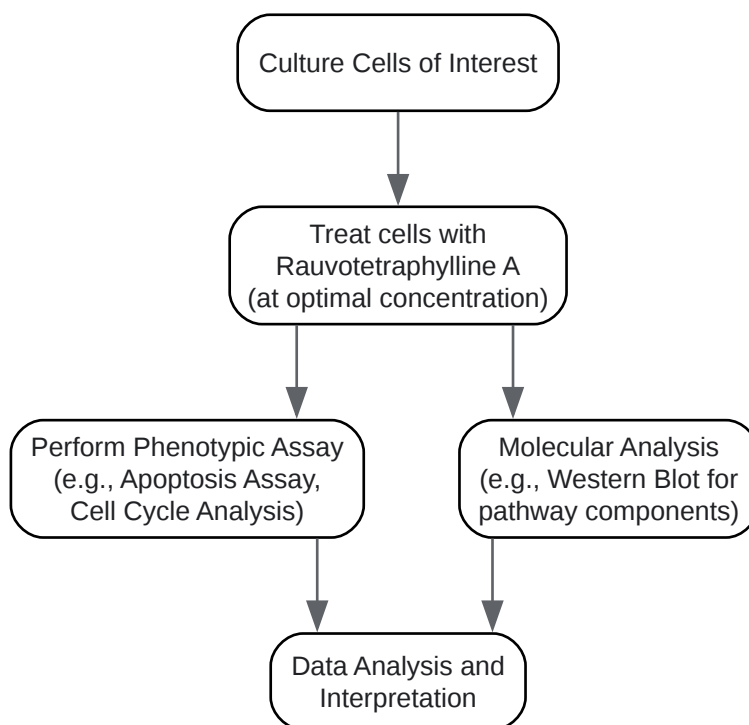 Culture Cells of Interest
Treat cells with
Rauvotetraphylline A
(at optimal concentration)
Perform Phenotypic Assay
(e.g., Apoptosis Assay,
Cell Cycle Analysis)
Molecular Analysis
(e.g., Western Blot for
pathway components)
Data Analysis and
Interpretation